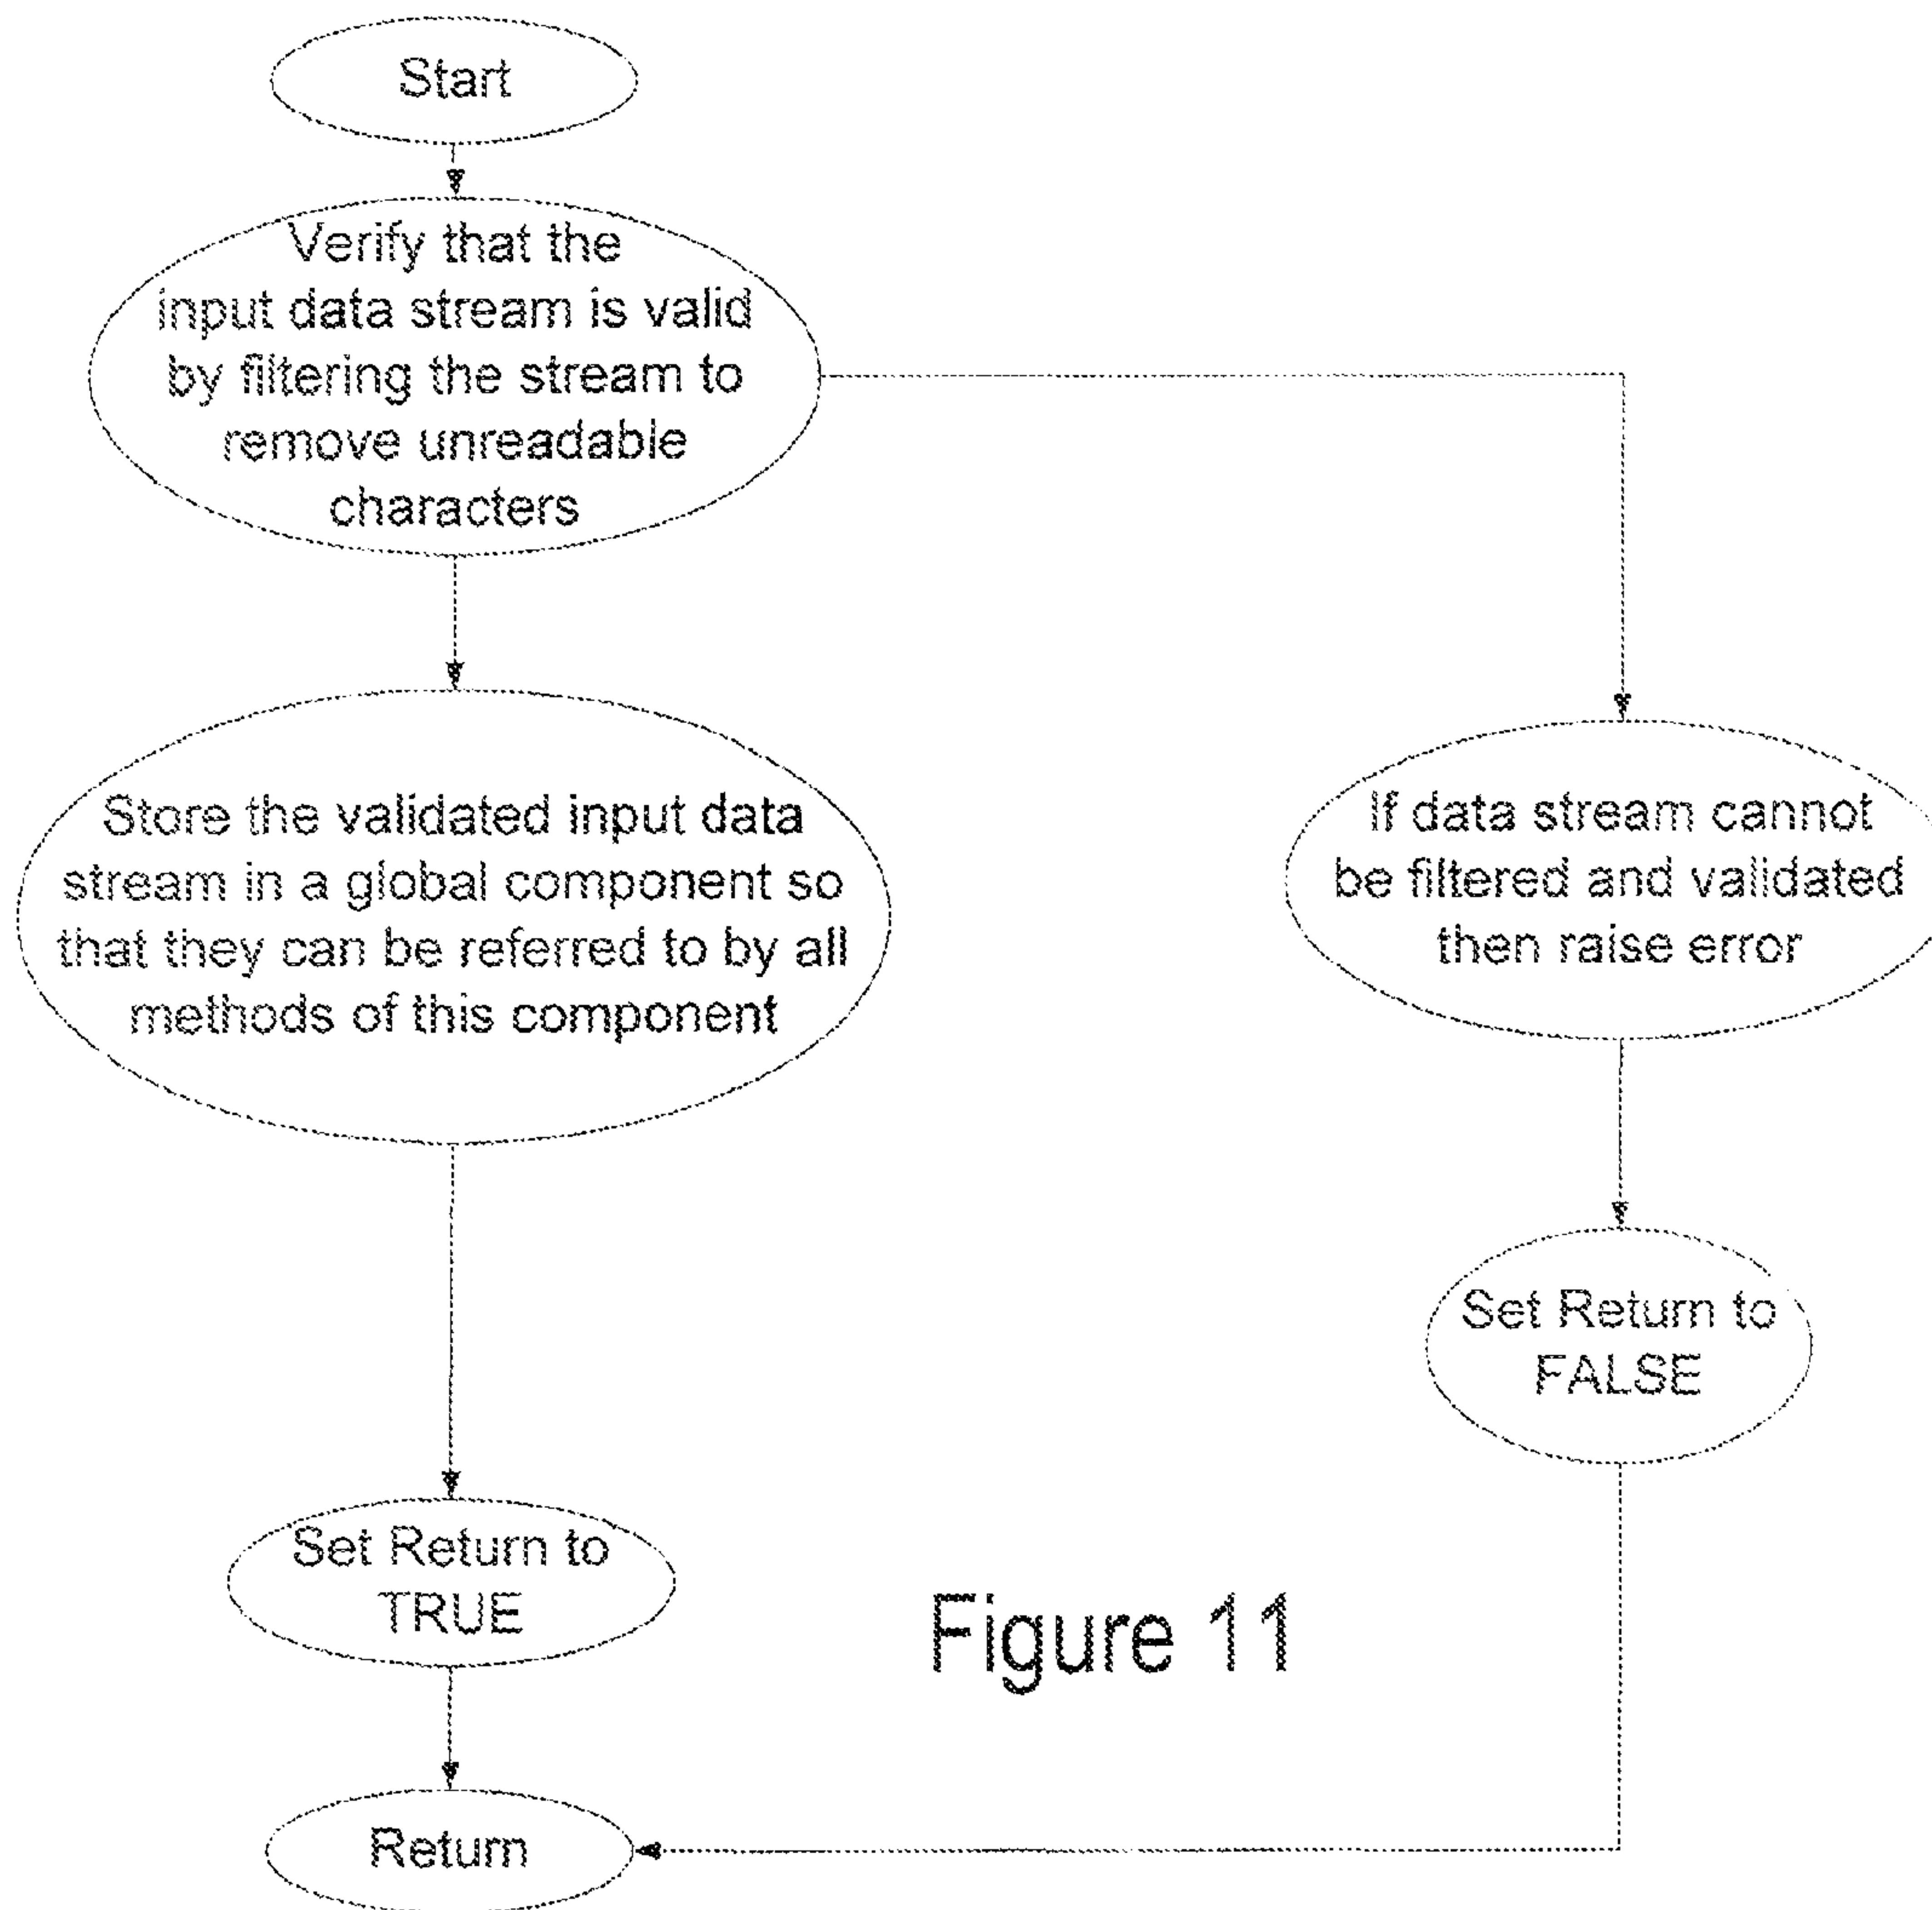 Start
Verify that the
input data stream is valid
by filtering the stream to
remove unreadable
characters
Store the validated input data
stream in a global component so
that they can be referred to by all
methods of this component
If data stream cannot
be filtered and validated
then raise error
Set Return to
FALSE
Set Return to
TRUE
Return
Figure 11